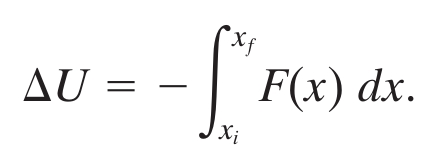 ΔU = −∫_{x_i}^{x_f} F(x) dx.